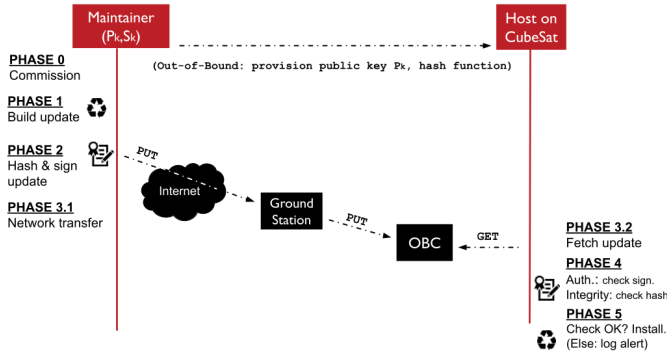 Maintainer
(Pk,Sk)
Host on
CubeSat
PHASE 0
Commission
(Out-of-Bound: provision public key Pk, hash function)
PHASE 1
Build update
PHASE 2
Hash & sign
update
PUT
Internet
PHASE 3.1
Network transfer
Ground
Station
PUT
OBC
GET
PHASE 3.2
Fetch update
PHASE 4
Auth.: check sign.
Integrity: check hash
PHASE 5
Check OK? Install.
(Else: log alert)